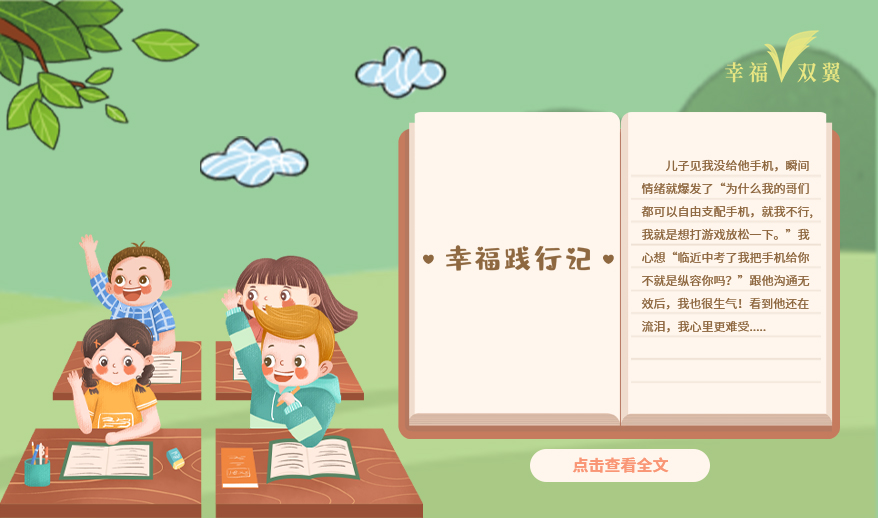 幸福 双翼
幸福践行记
儿子见我没给他手机，瞬间
情绪就爆发了“为什么我的哥们
都可以自由支配手机，就我不行,
我就是想打游戏放松一下。”我
心想“临近中考了我把手机给你
不就是纵容你吗？”跟他沟通无
效后，我也很生气！看到他还在
流泪，我心里更难受.....
点击查看全文